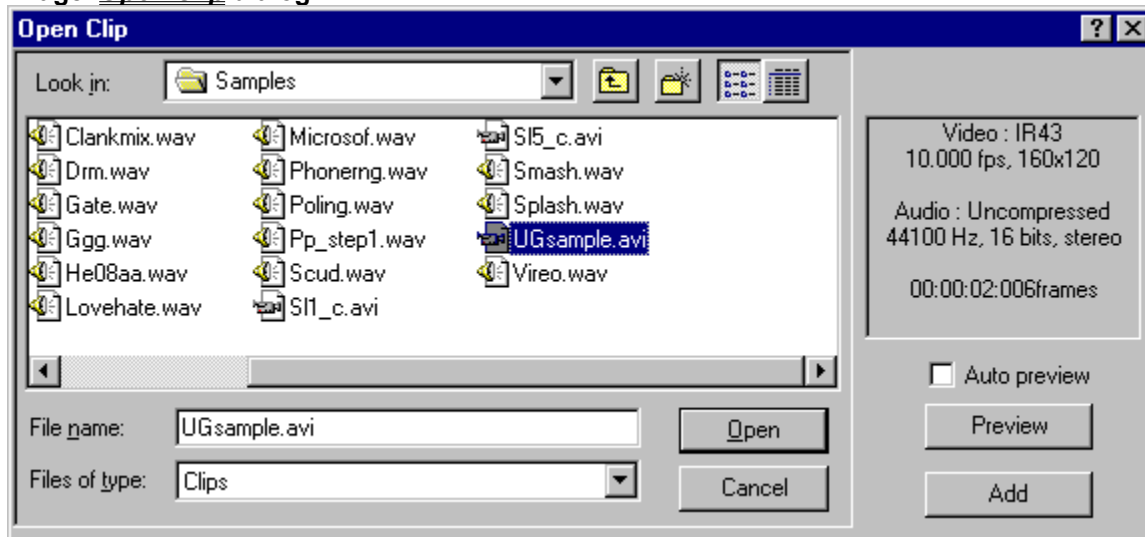 Open Clip
Look in: Samples
Clankmix.wav
Drm.wav
Gate.wav
Ggg.wav
He08aa.wav
Lovehate.wav
Microsof.wav
Phonerng.wav
Poling.wav
Pp_step1.wav
Scud.wav
SI1_c.avi
SI5_c.avi
Smash.wav
Splash.wav
UGsample.avi
Vireo.wav
Video : IR43
10.000 fps, 160x120
Audio : Uncompressed
44100 Hz, 16 bits, stereo
00:00:02:006frames
Auto preview
File name: UGsample.avi
Open
Preview
Files of type: Clips
Cancel
Add